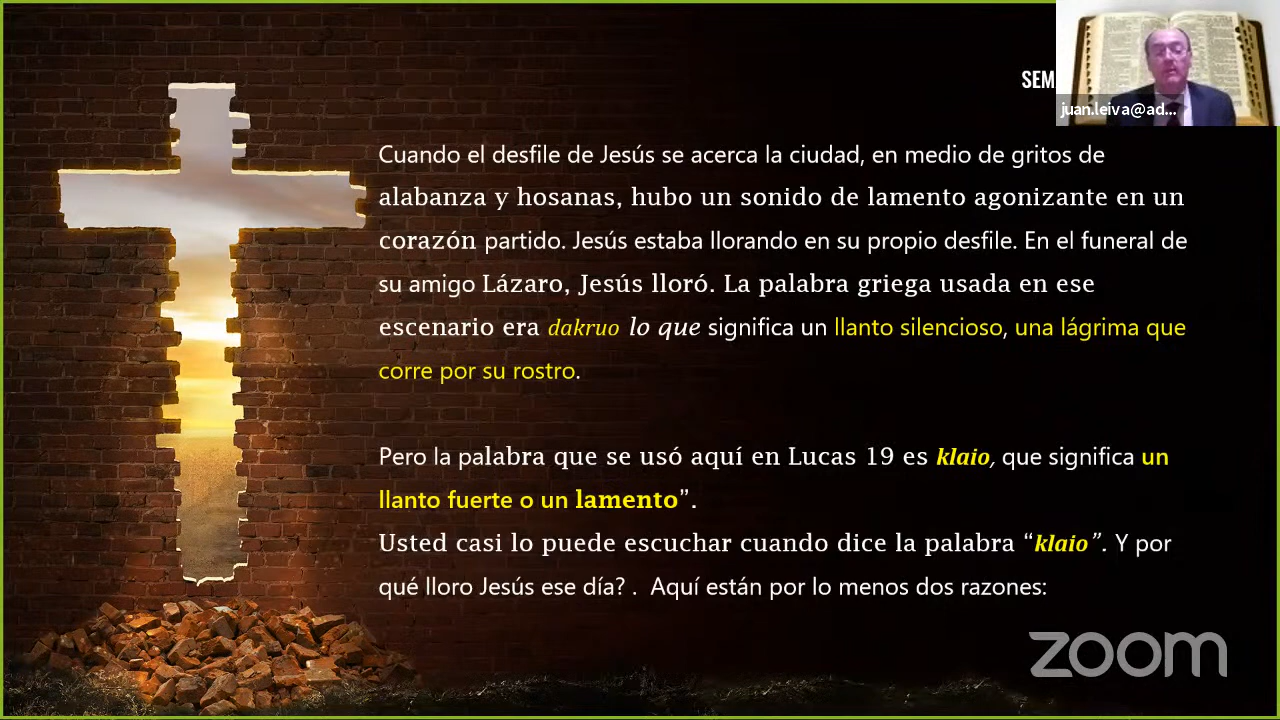 SEM
juan.leiva@ad...
Cuando el desfile de Jesús se acerca la ciudad, en medio de gritos de
alabanza y hosanas, hubo un sonido de lamento agonizante en un
corazón partido. Jesús estaba llorando en su propio desfile. En el funeral de
su amigo Lázaro, Jesús lloró. La palabra griega usada en ese
escenario era dakruo lo que significa un llanto silencioso, una lágrima que
corre por su rostro.
Pero la palabra que se usó aquí en Lucas 19 es klaio, que significa un
llanto fuerte o un lamento”.
Usted casi lo puede escuchar cuando dice la palabra “klaio”. Y por
qué lloro Jesús ese día? .  Aquí están por lo menos dos razones:
zoom